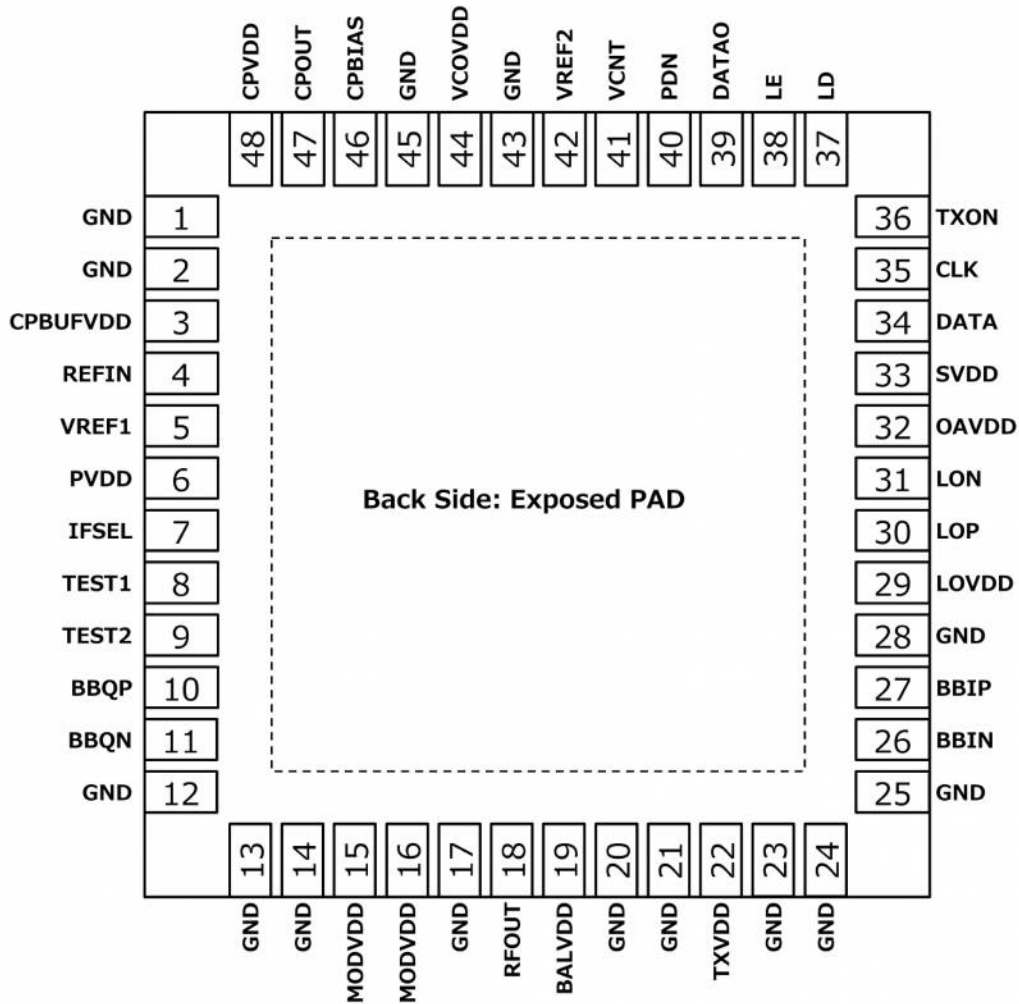 CPVDD
CPOUT
CPBIAS
GND
VCOVDD
GND
VREF2
VCNT
PDN
DATAO
LE
LD
48
47
46
45
44
43
42
41
40
39
38
37
GND 1
GND 2
CPBUFVDD 3
REFIN 4
VREF1 5
PVDD 6
IFSEL 7
TEST1 8
TEST2 9
BBQP 10
BBQN 11
GND 12
Back Side: Exposed PAD
36 TXON
35 CLK
34 DATA
33 SVDD
32 OAVDD
31 LON
30 LOP
29 LOVDD
28 GND
27 BBIP
26 BBIN
25 GND
13
14
15
16
17
18
19
20
21
22
23
24
GND
GND
MODVDD
MODVDD
GND
RFOUT
BALVDD
GND
GND
TXVDD
GND
GND